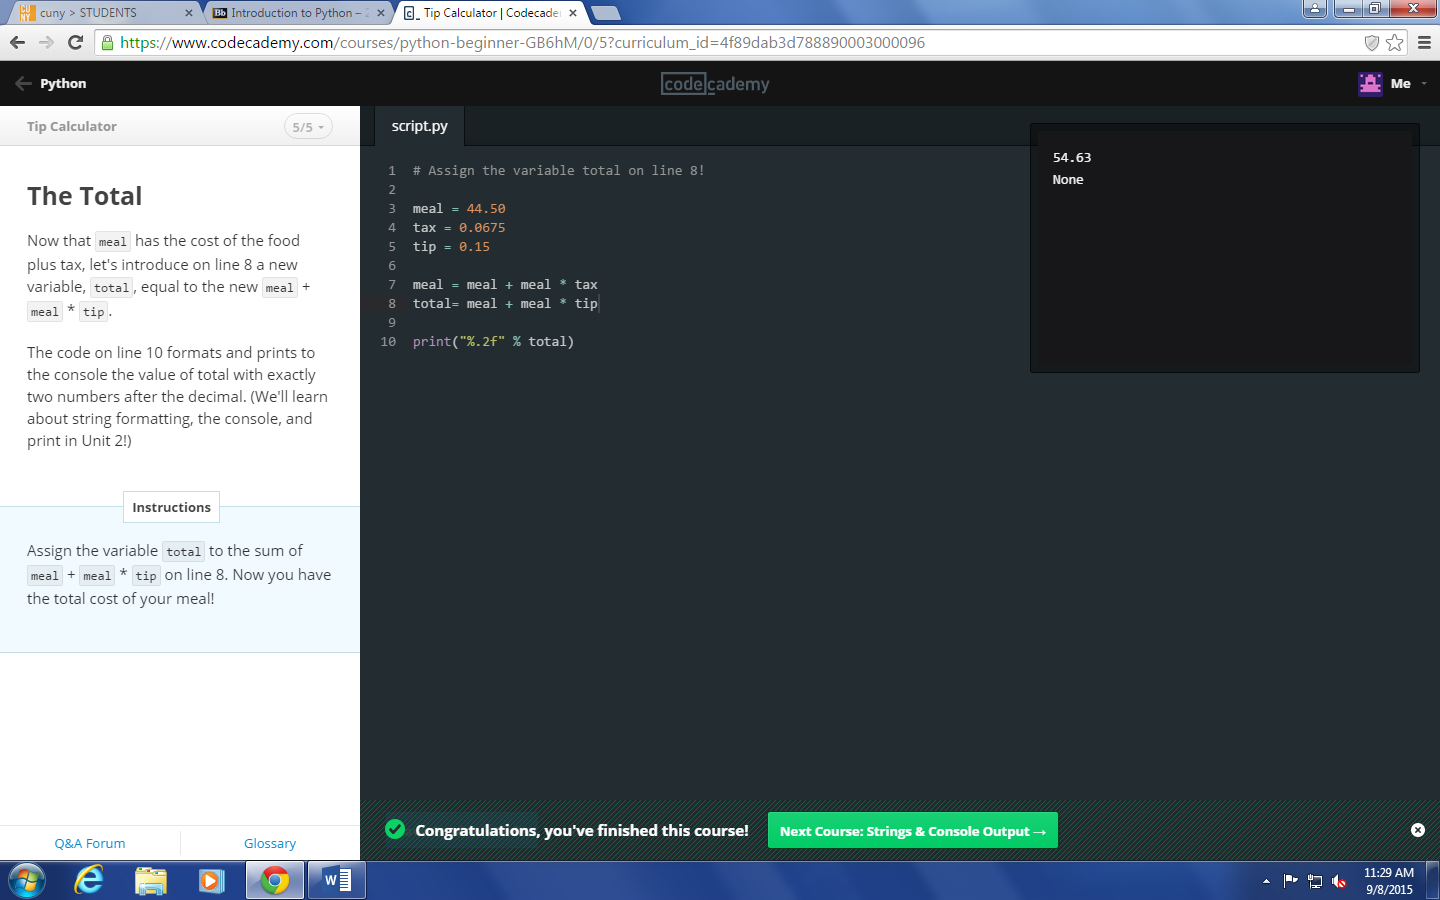 cuny > STUDENTS
Bb Introduction to Python –
Tip Calculator | Codecade
https://www.codecademy.com/courses/python-beginner-GB6hM/0/5?curriculum_id=4f89dab3d788890003000096
Python
codecademy
Me
Tip Calculator
5/5
script.py
The Total
Now that meal has the cost of the food
plus tax, let's introduce on line 8 a new
variable, total, equal to the new meal +
meal * tip.
The code on line 10 formats and prints to
the console the value of total with exactly
two numbers after the decimal. (We'll learn
about string formatting, the console, and
print in Unit 2!)
Instructions
Assign the variable total to the sum of
meal + meal * tip on line 8. Now you have
the total cost of your meal!
Q&A Forum
Glossary
1 # Assign the variable total on line 8!
2
3 meal = 44.50
4 tax = 0.0675
5 tip = 0.15
6
7 meal = meal + meal * tax
8 total= meal + meal * tip
9
10 print("%.2f" % total)
54.63
None
Congratulations, you've finished this course!
Next Course: Strings & Console Output →
11:29 AM
9/8/2015